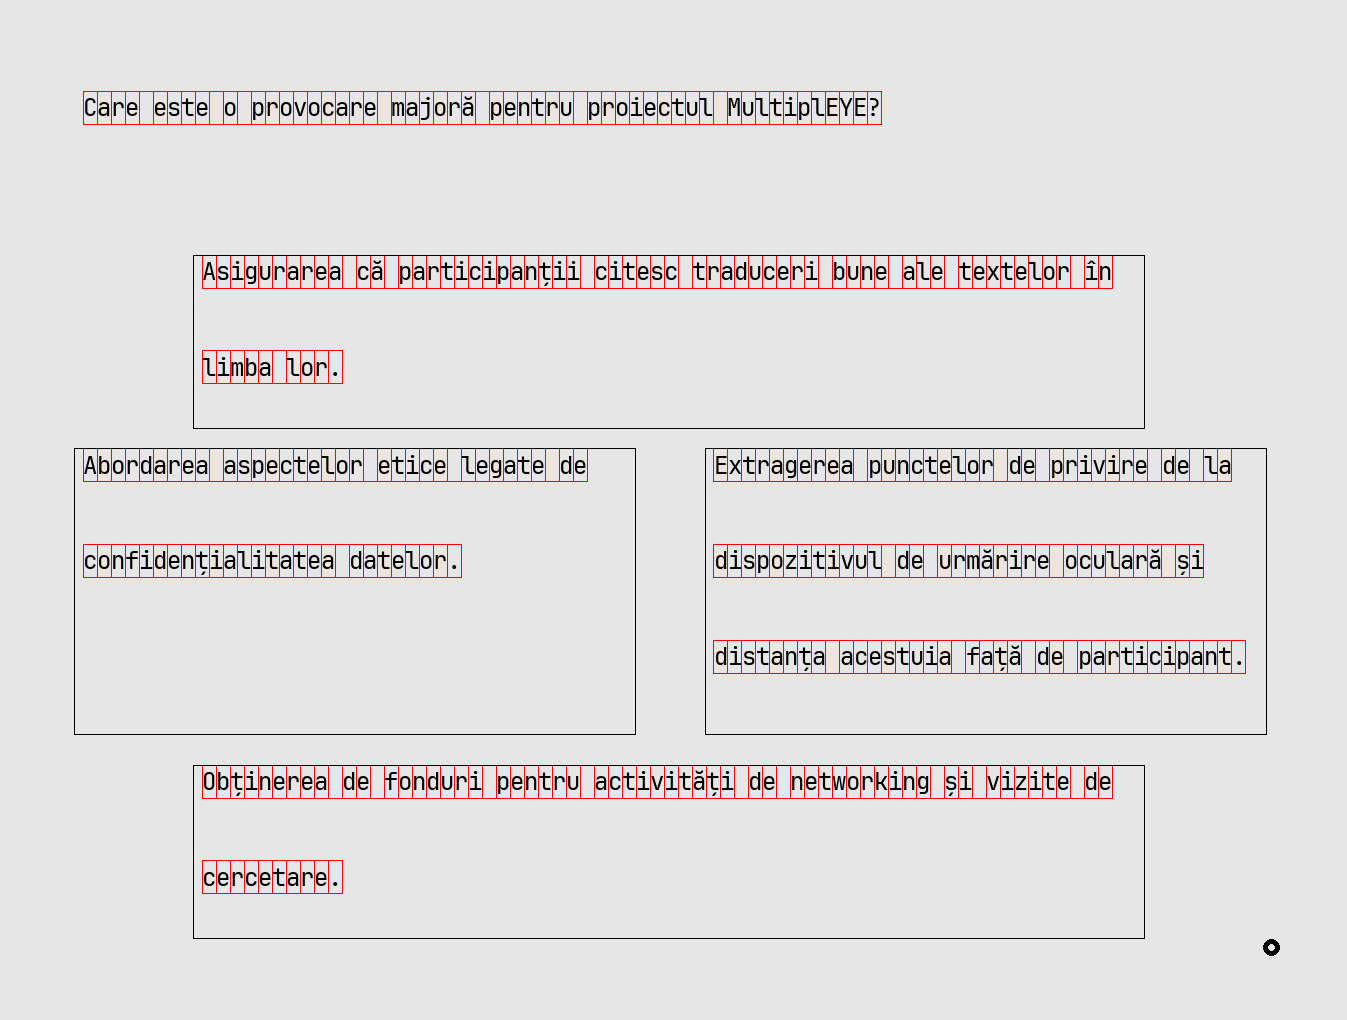 Care este o provocare majoră pentru proiectul MultiplEYE?
Asigurarea că participanții citesc traduceri bune ale textelor în
limba lor.
Abordarea aspectelor etice legate de
confidențialitatea datelor.
Extragerea punctelor de privire de la
dispozitivul de urmărire oculară și
distanța acestuia față de participant.
Obținerea de fonduri pentru activități de networking și vizite de
cercetare.